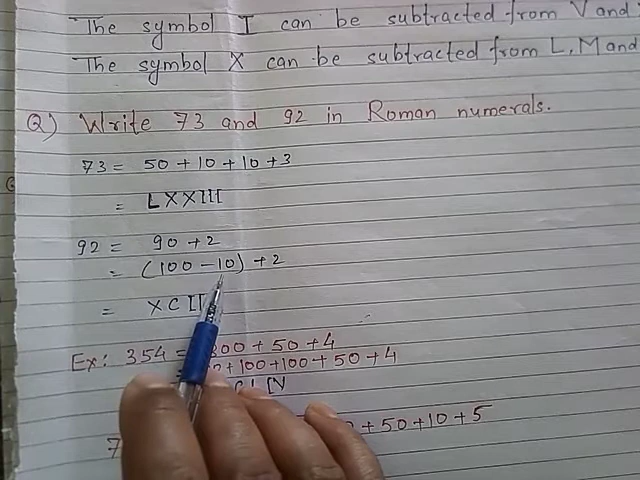 The symbol I can be subtracted from V and
The symbol X can be subtracted from L, M and
Q) Write 73 and 92 in Roman numerals.
73 = 50 + 10 + 10 + 3
= LXXIII
92 = 90 + 2
= (100 - 10) + 2
= XCII
Ex: 354 = 300 + 50 + 4
+ 100 + 100 + 50 + 4
CLIV
+ 50 + 10 + 5
7